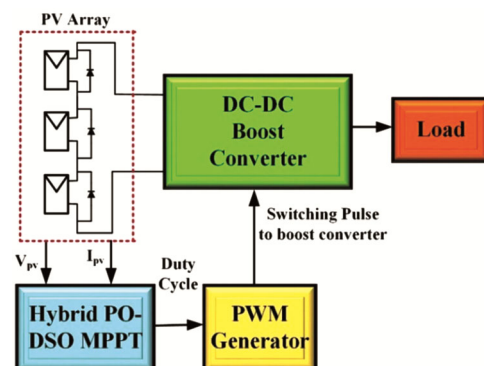 PV Array
DC-DC
Boost
Converter
Load
Switching Pulse
to boost converter
Vpv
Ipv
Duty
Cycle
Hybrid PO-
DSO MPPT
PWM
Generator